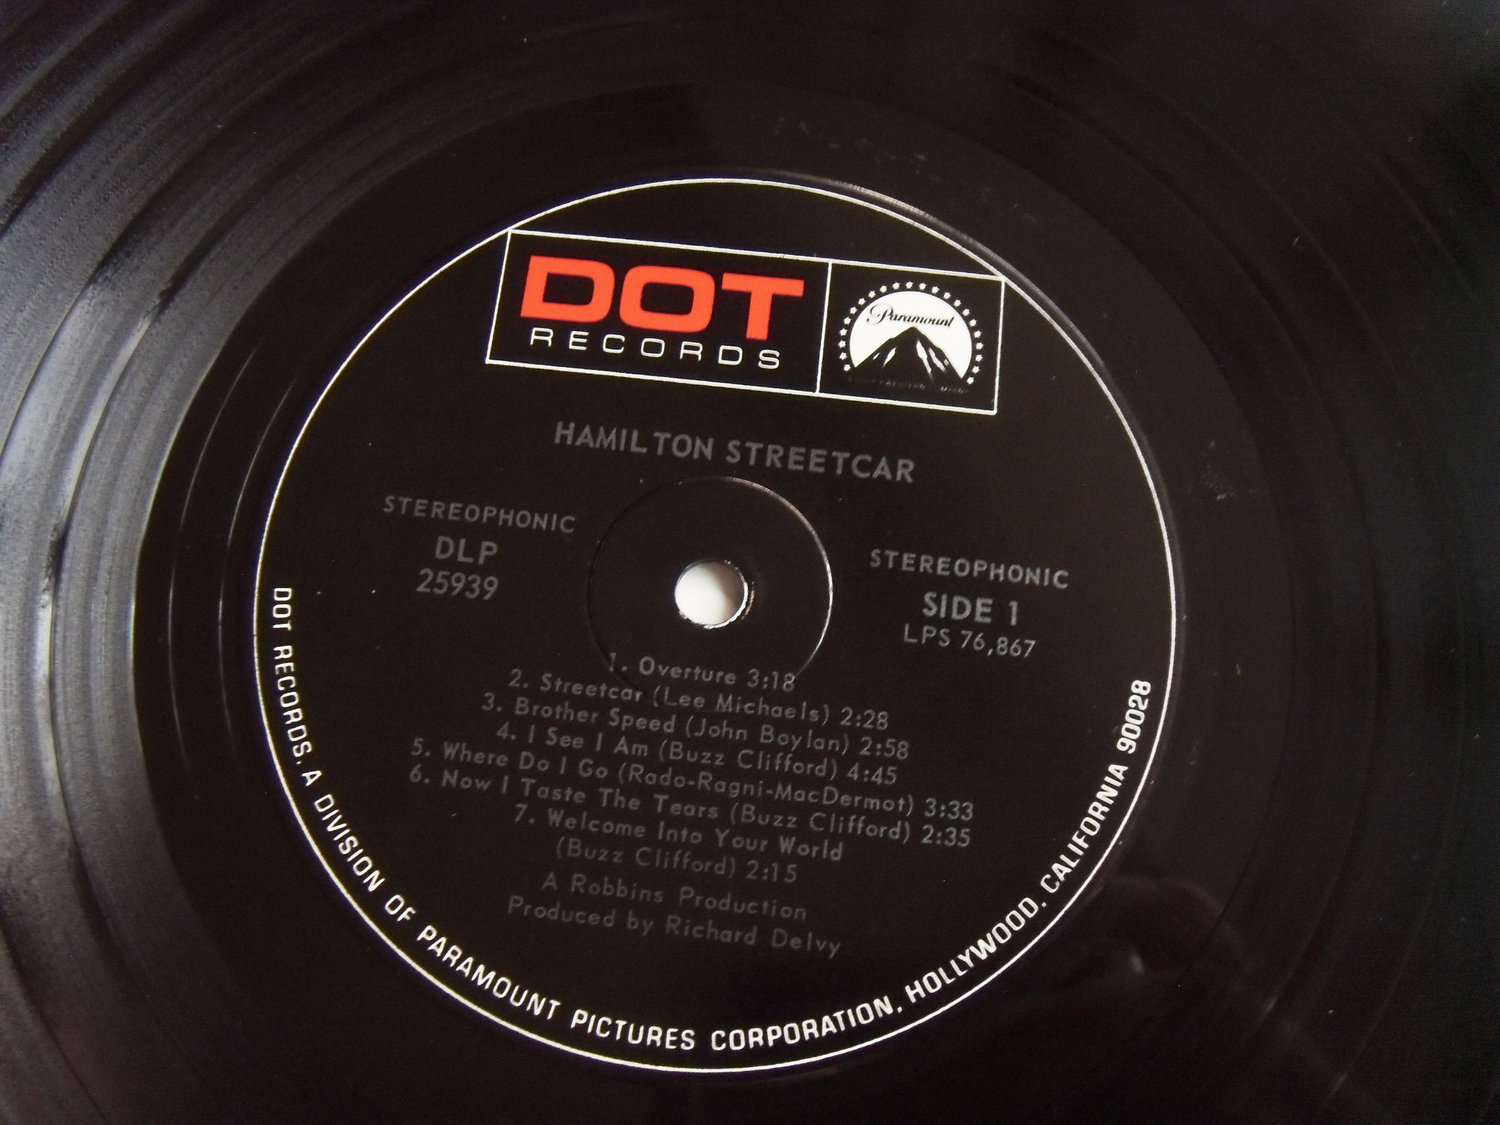 DOT
RECORDS
Paramount
HAMILTON STREETCAR
STEREOPHONIC
DLP
25939
STEREOPHONIC
SIDE 1
LPS 76,867
1. Overture 3:18
2. Streetcar (Lee Michaels) 2:28
3. Brother Speed (John Boylan) 2:58
4. I See I Am (Buzz Clifford) 4:45
5. Where Do I Go (Rado-Ragni-MacDermot) 3:33
6. Now I Taste The Tears (Buzz Clifford) 2:35
7. Welcome Into Your World
(Buzz Clifford) 2:15
A Robbins Production
Produced by Richard Delvy
DOT RECORDS, A DIVISION OF PARAMOUNT PICTURES CORPORATION, HOLLYWOOD, CALIFORNIA 90028